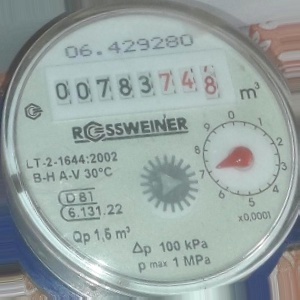 06.429280
00783748 m³
ROSSWEINER
LT-2-1644:2002
B-H A-V 30°C
D 81
6.131.22
Qp 1,5 m³
Δp 100 kPa
p max 1 MPa
0 1 2 3 4 5 6 7 8 9
x0,0001